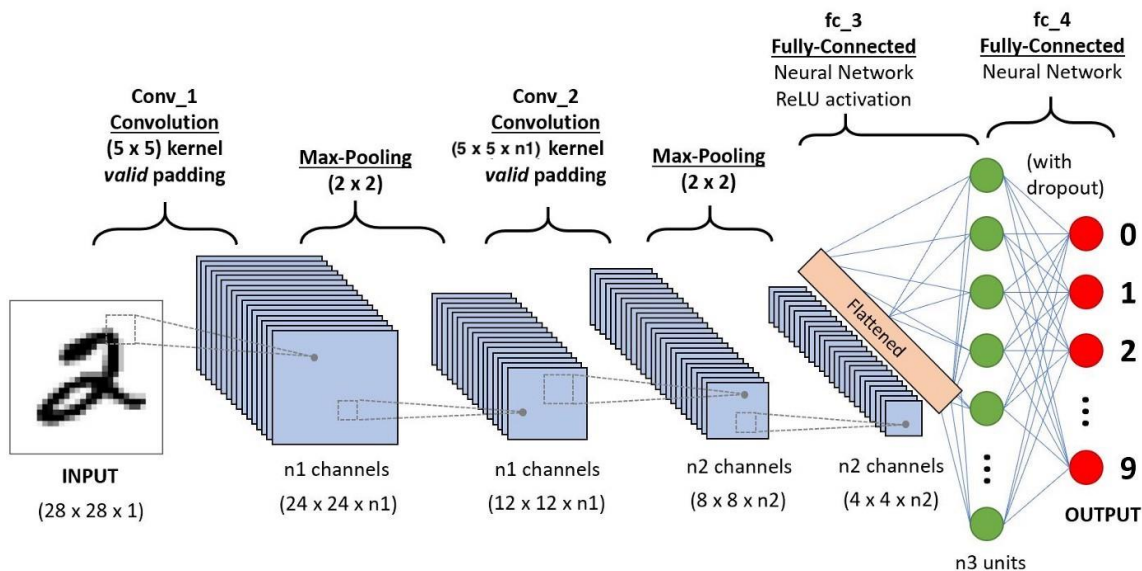 Conv_1
Convolution
(5 x 5) kernel
valid padding
Max-Pooling
(2 x 2)
Conv_2
Convolution
(5 x 5 x n1) kernel
valid padding
Max-Pooling
(2 x 2)
fc_3
Fully-Connected
Neural Network
ReLU activation
fc_4
Fully-Connected
Neural Network
(with
dropout)
2
INPUT
(28 x 28 x 1)
n1 channels
(24 x 24 x n1)
n1 channels
(12 x 12 x n1)
n2 channels
(8 x 8 x n2)
n2 channels
(4 x 4 x n2)
Flattened
n3 units
0
1
2
9
OUTPUT